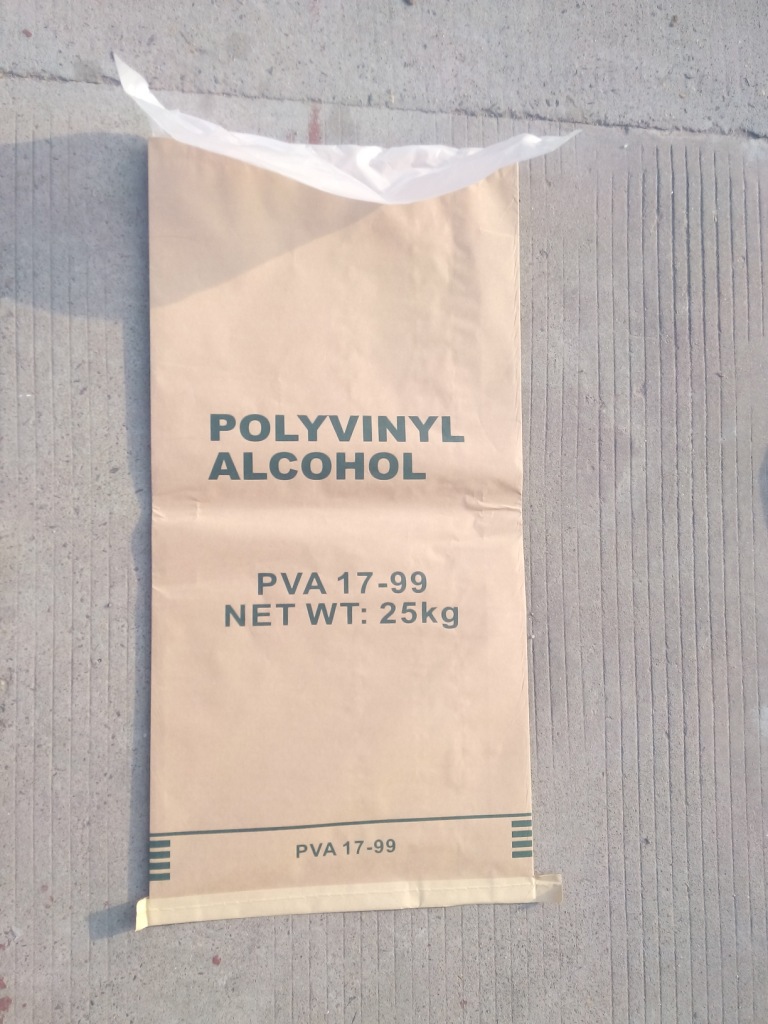 POLYVINYL
ALCOHOL
PVA 17-99
NET WT: 25kg
PVA 17-99